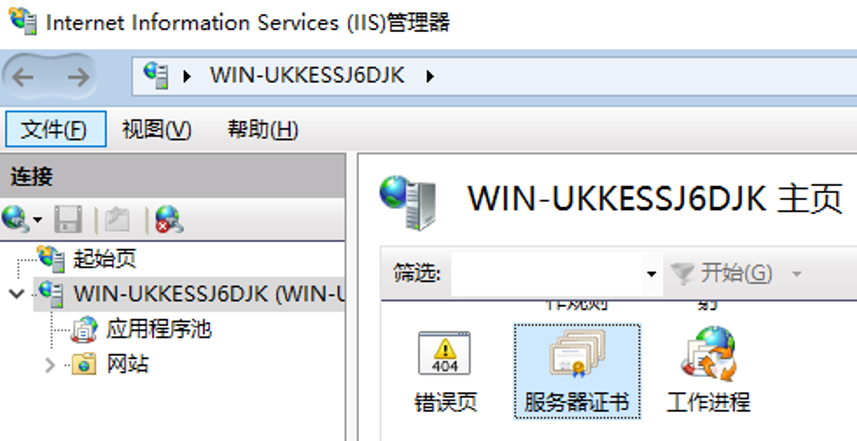 Internet Information Services (IIS)管理器
WIN-UKKESSJ6DJK
文件(F) 视图(V) 帮助(H)
连接
起始页
WIN-UKKESSJ6DJK (WIN-U
应用程序池
网站
WIN-UKKESSJ6DJK 主页
筛选: 开始(G)
作规则 射
404
错误页 服务器证书 工作进程